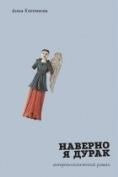 Анна Клепикова
НАВЕРНО
Я ДУРАК
антропологический роман